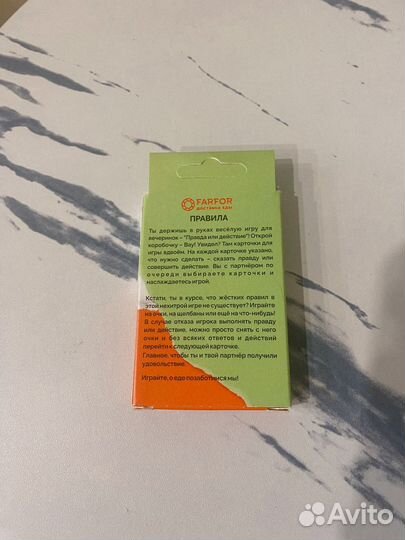 FARFOR
доставка еды
ПРАВИЛА
Ты держишь в руках весёлую игру для
вечеринок – "Правда или действие"! Открой
коробочку – Вау! Увидел? Там карточки для
игры вдвоём. На каждой карточке указано,
что нужно сделать – сказать правду или
совершить действие. Вы с партнёром по
очереди выбираете карточки и
наслаждаетесь игрой.
Кстати, ты в курсе, что жёстких правил в
этой нехитрой игре не существует? Играйте
на очки, на щелбаны или ещё на что-нибудь!
В случае отказа игрока выполнять правду
или действие, можно просто снять с него
очки и без всяких ответов и действий
перейти к следующей карточке.
Главное, чтобы ты и твой партнёр получили
удовольствие.
Играйте, о еде позаботимся мы!
Avito